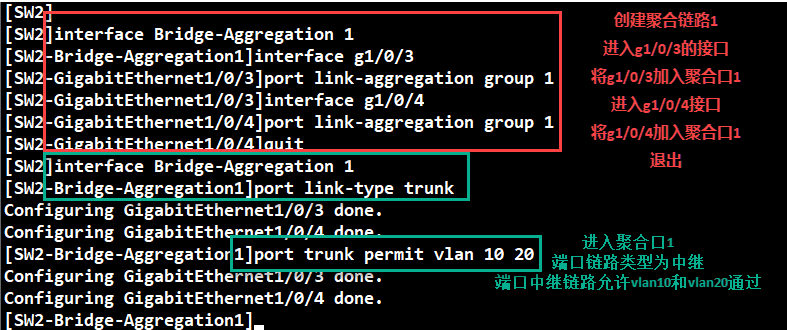 [SW2]
[SW2]interface Bridge-Aggregation 1
[SW2-Bridge-Aggregation1]interface g1/0/3
[SW2-GigabitEthernet1/0/3]port link-aggregation group 1
[SW2-GigabitEthernet1/0/3]interface g1/0/4
[SW2-GigabitEthernet1/0/4]port link-aggregation group 1
[SW2-GigabitEthernet1/0/4]quit
[SW2]interface Bridge-Aggregation 1
[SW2-Bridge-Aggregation1]port link-type trunk
Configuring GigabitEthernet1/0/3 done.
Configuring GigabitEthernet1/0/4 done.
[SW2-Bridge-Aggregation1]port trunk permit vlan 10 20
Configuring GigabitEthernet1/0/3 done.
Configuring GigabitEthernet1/0/4 done.
[SW2-Bridge-Aggregation1]
创建聚合链路1
进入g1/0/3的接口
将g1/0/3加入聚合口1
进入g1/0/4接口
将g1/0/4加入聚合口1
退出
进入聚合口1
端口链路类型为中继
端口中继链路允许vlan10和vlan20通过